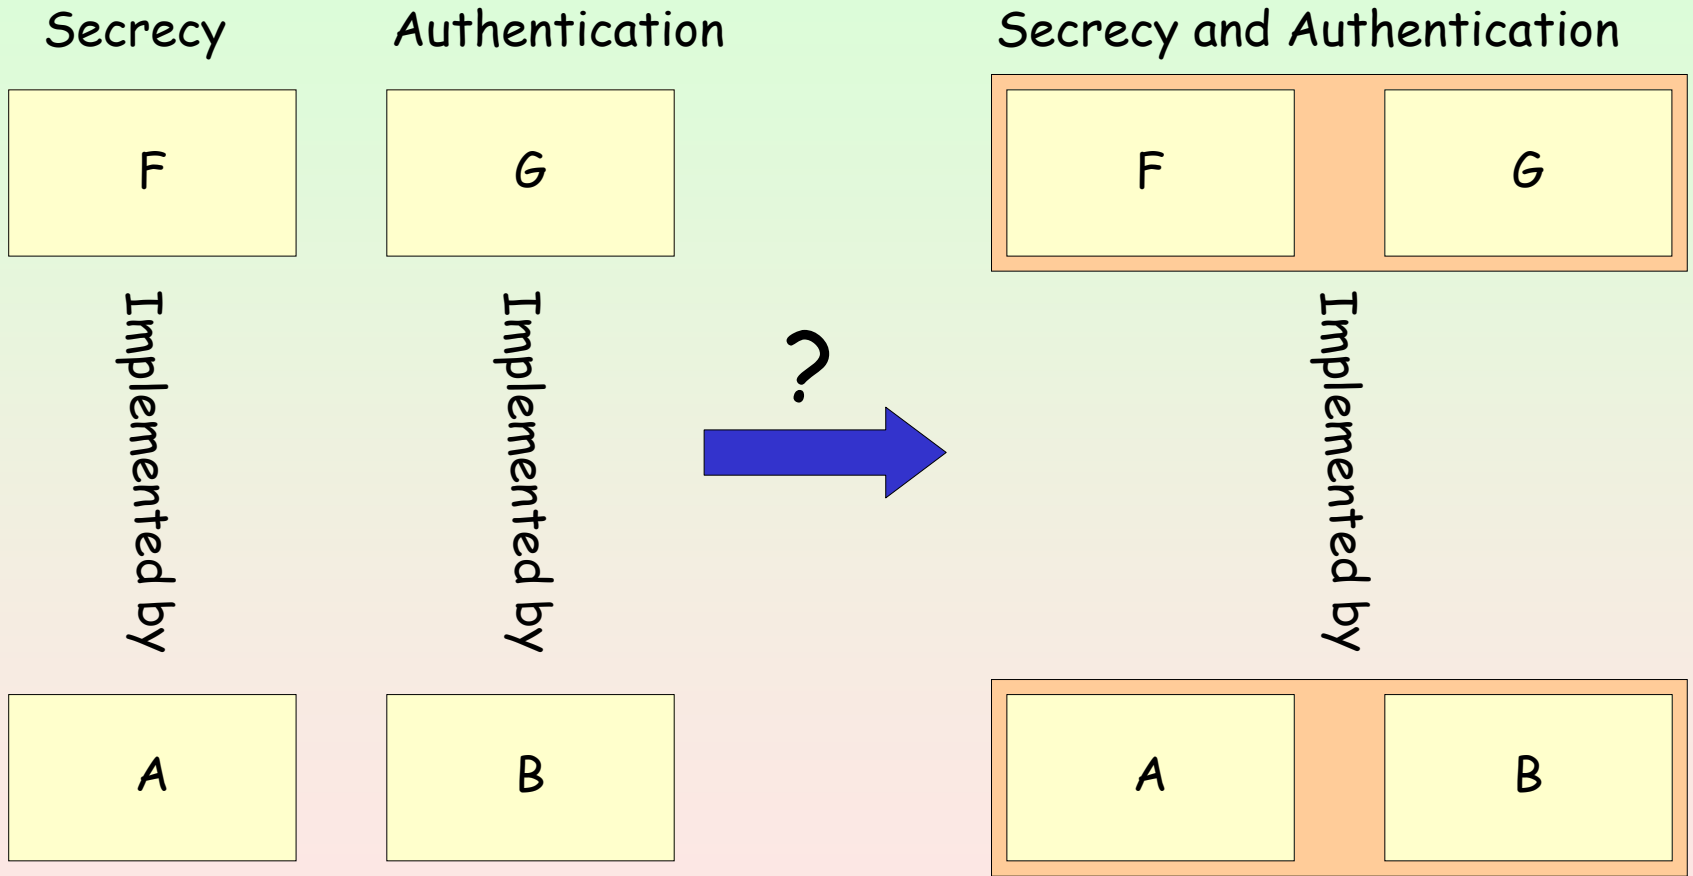 Secrecy
Authentication
Secrecy and Authentication
F
G
F
G
Implemented by
Implemented by
?
Implemented by
A
B
A
B